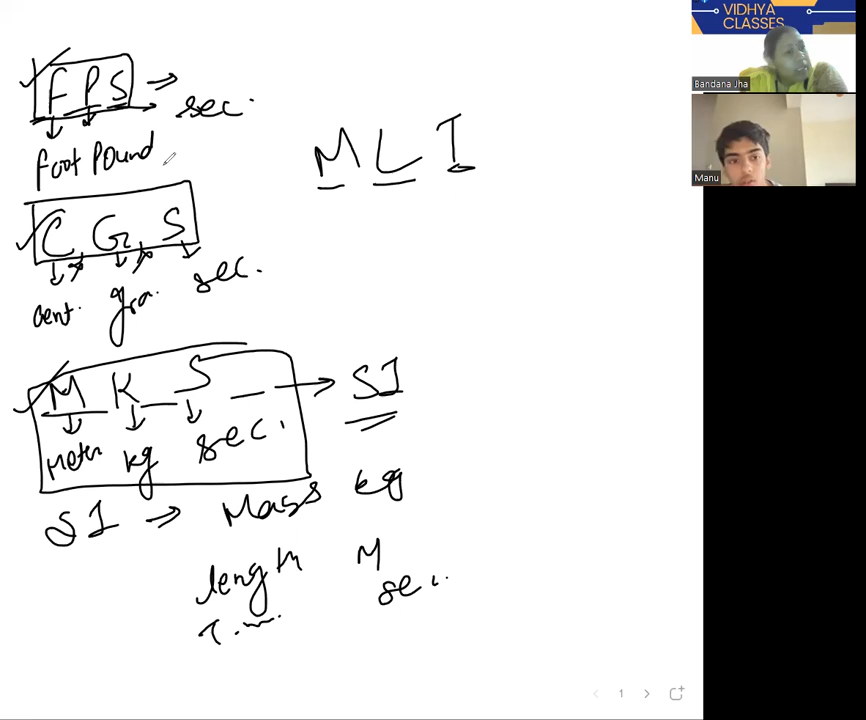 VIDHYA
CLASSES
Bandana Jha
Manu
F P S ⇒
sec.
foot Pound
M L T
C G S
cent. gra. sec.
M K S → SI
Meter kg sec.
SI ⇒ Mass kg
length M
sec.
1